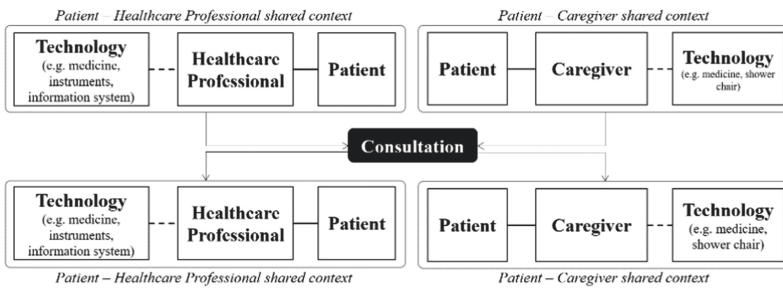 Patient – Healthcare Professional shared context
Patient – Caregiver shared context
Technology
(e.g. medicine,
instruments,
information system)
Healthcare
Professional
Patient
Patient
Caregiver
Technology
(e.g. medicine, shower
chair)
Consultation
Technology
(e.g. medicine,
instruments,
information system)
Healthcare
Professional
Patient
Patient
Caregiver
Technology
(e.g. medicine,
shower chair)
Patient – Healthcare Professional shared context
Patient – Caregiver shared context